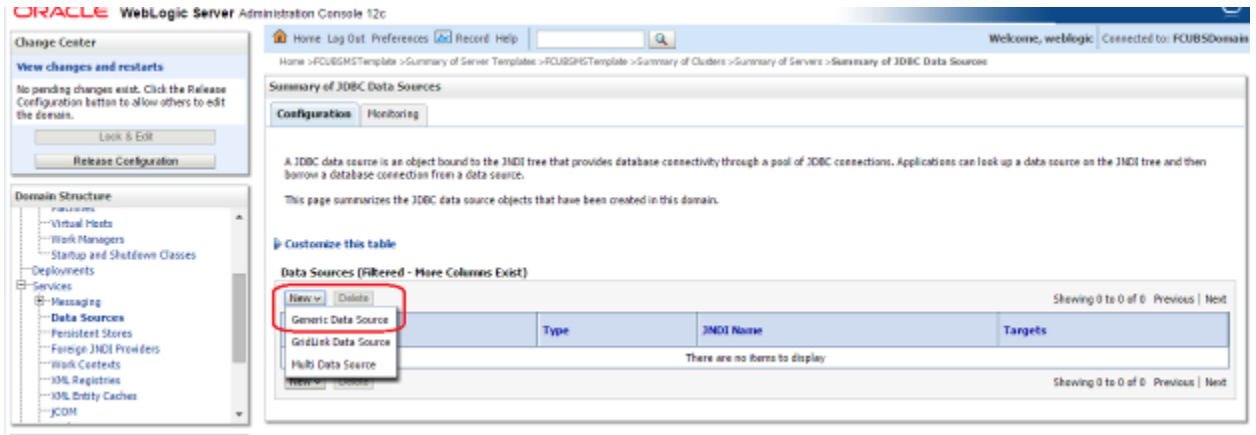 ORACLE WebLogic Server Administration Console 12c
Change Center
View changes and restarts
No pending changes exist. Click the Release
Configuration button to allow others to edit
the domain.
Lock & Edit
Release Configuration
Domain Structure
Machines
Virtual Hosts
Work Managers
Startup and Shutdown Classes
Deployments
Services
Messaging
Data Sources
Persistent Stores
Foreign JNDI Providers
Work Contexts
XML Registries
XML Entity Caches
jCOM
Home Log Out Preferences Record Help
Welcome, weblogic Connected to: FCUBSDomain
Home >FCUBSMSTemplate >Summary of Server Templates >FCUBSMSTemplate >Summary of Clusters >Summary of Servers >Summary of JDBC Data Sources
Summary of JDBC Data Sources
Configuration Monitoring
A JDBC data source is an object bound to the JNDI tree that provides database connectivity through a pool of JDBC connections. Applications can look up a data source on the JNDI tree and then
borrow a database connection from a data source.
This page summarizes the JDBC data source objects that have been created in this domain.
Customize this table
Data Sources (Filtered - More Columns Exist)
New Delete
Showing 0 to 0 of 0 Previous | Next
Generic Data Source
GridLink Data Source
Multi Data Source
Type JNDI Name Targets
There are no items to display
New Delete
Showing 0 to 0 of 0 Previous | Next